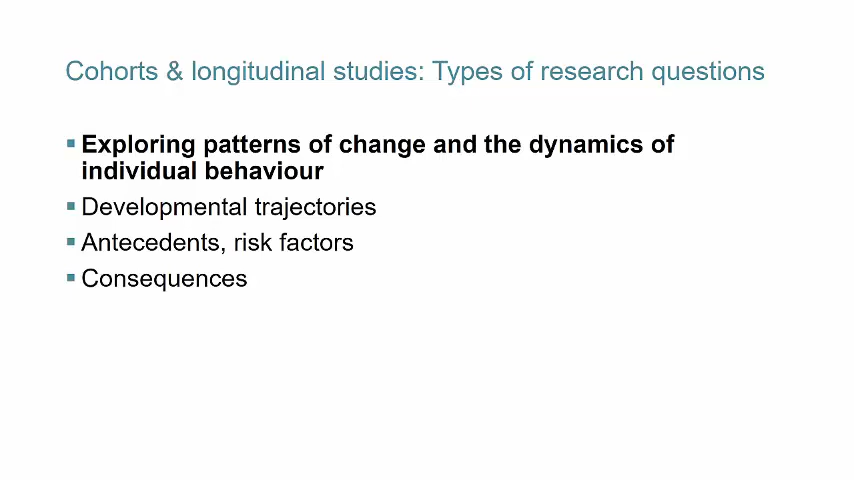 Cohorts & longitudinal studies: Types of research questions
Exploring patterns of change and the dynamics of
individual behaviour
Developmental trajectories
Antecedents, risk factors
Consequences